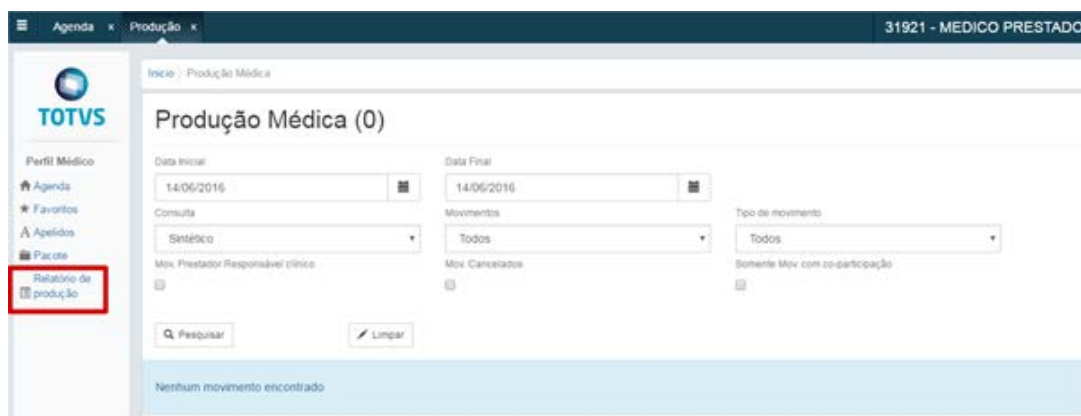 Agenda × Produção ×
31921 - MEDICO PRESTADO
TOTVS
Perfil Médico
Agenda
Favoritos
Apelidos
Pacote
Relatório de
produção
Início / Produção Médica
Produção Médica (0)
Data Inicial Data Final
14/06/2016 14/06/2016
Consulta Movimentos Tipo de movimento
Sintético Todos Todos
Mov. Prestador Responsável clínico Mov. Cancelados Somente Mov. com co-participação
Pesquisar Limpar
Nenhum movimento encontrado